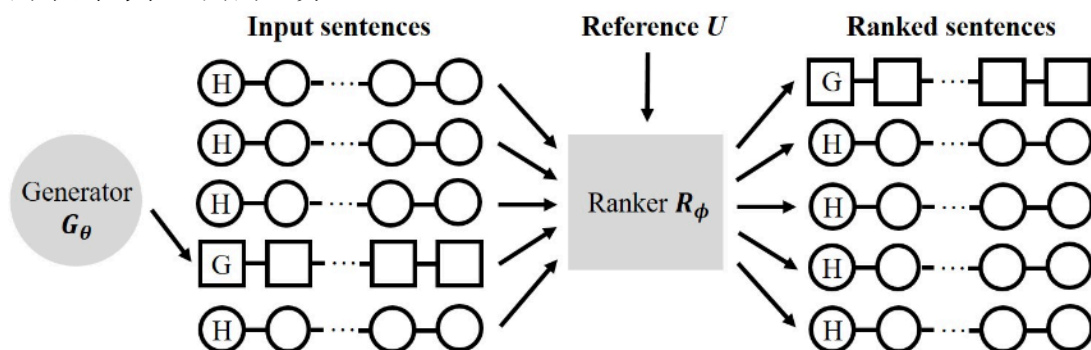 Input sentences
Reference U
Ranked sentences
H
G
H
H
H
H
Generator
G_θ
Ranker R_ϕ
H
H
G
H
H
H